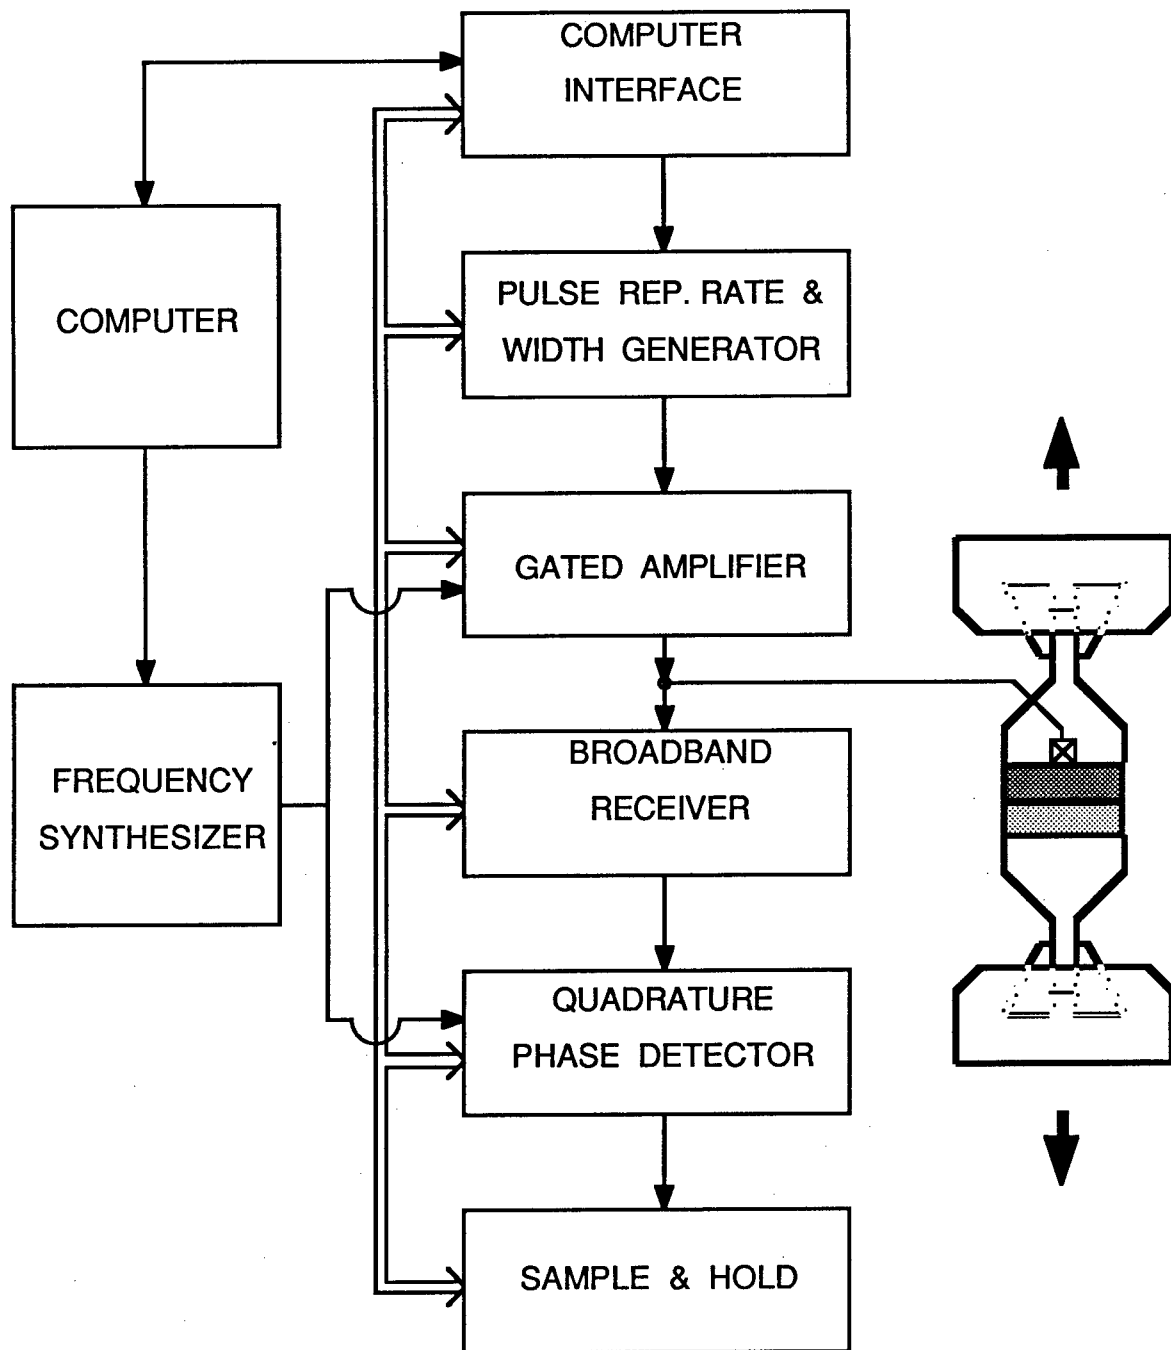 COMPUTER
INTERFACE
COMPUTER
PULSE REP. RATE &
WIDTH GENERATOR
GATED AMPLIFIER
FREQUENCY
SYNTHESIZER
BROADBAND
RECEIVER
QUADRATURE
PHASE DETECTOR
SAMPLE & HOLD